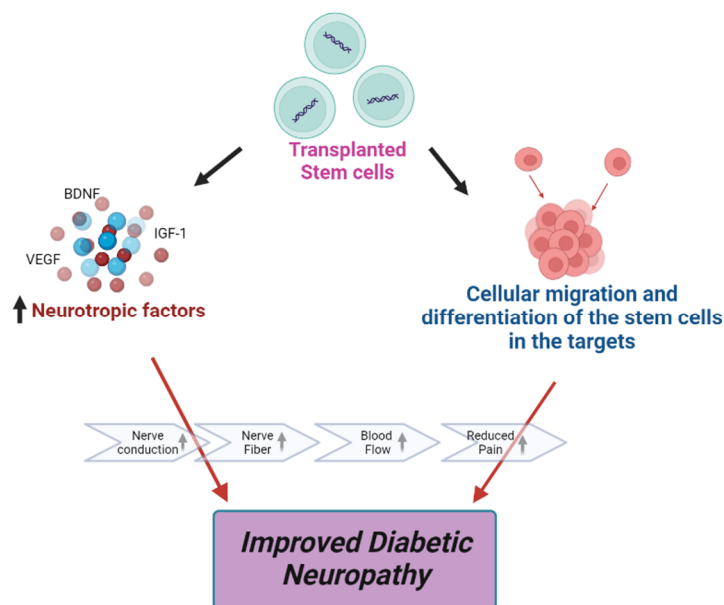 Transplanted
Stem cells
BDNF
IGF-1
VEGF
Neurotropic factors
Cellular migration and
differentiation of the stem cells
in the targets
Nerve
conduction
Nerve
Fiber
Blood
Flow
Reduced
Pain
Improved Diabetic
Neuropathy